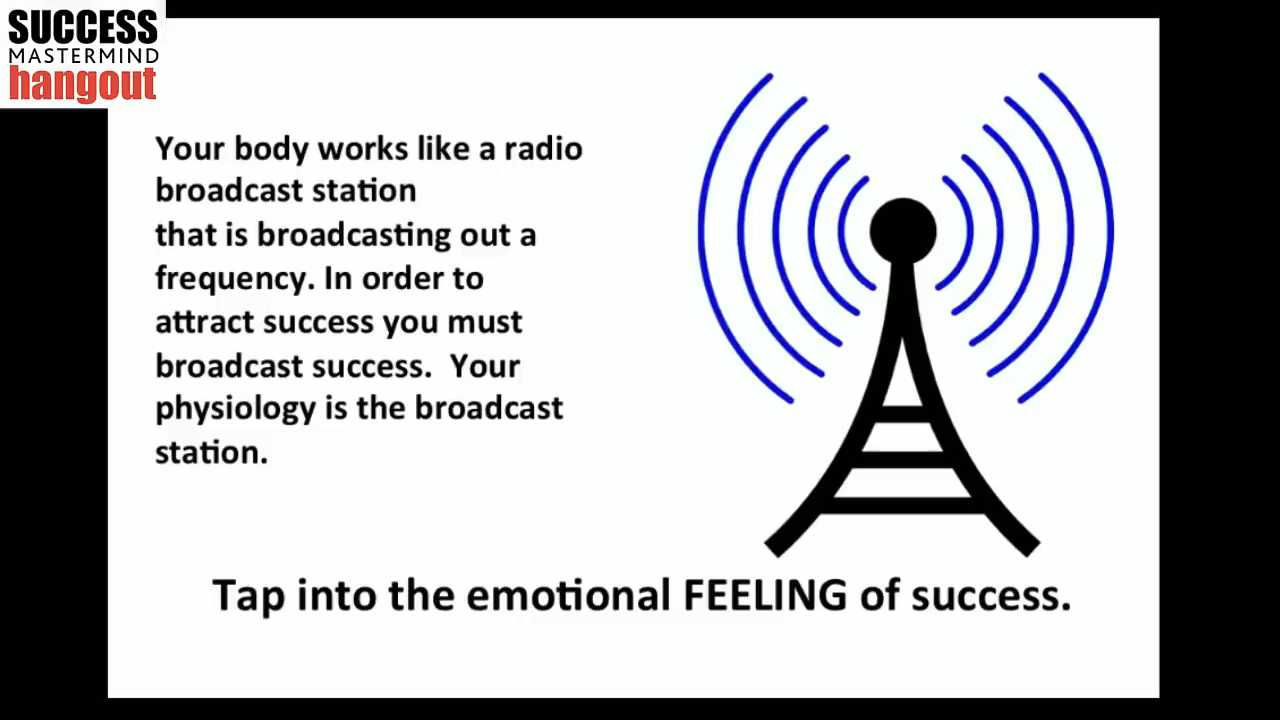 SUCCESS
MASTERMIND
hangout
Your body works like a radio
broadcast station
that is broadcasting out a
frequency. In order to
attract success you must
broadcast success.  Your
physiology is the broadcast
station.
Tap into the emotional FEELING of success.